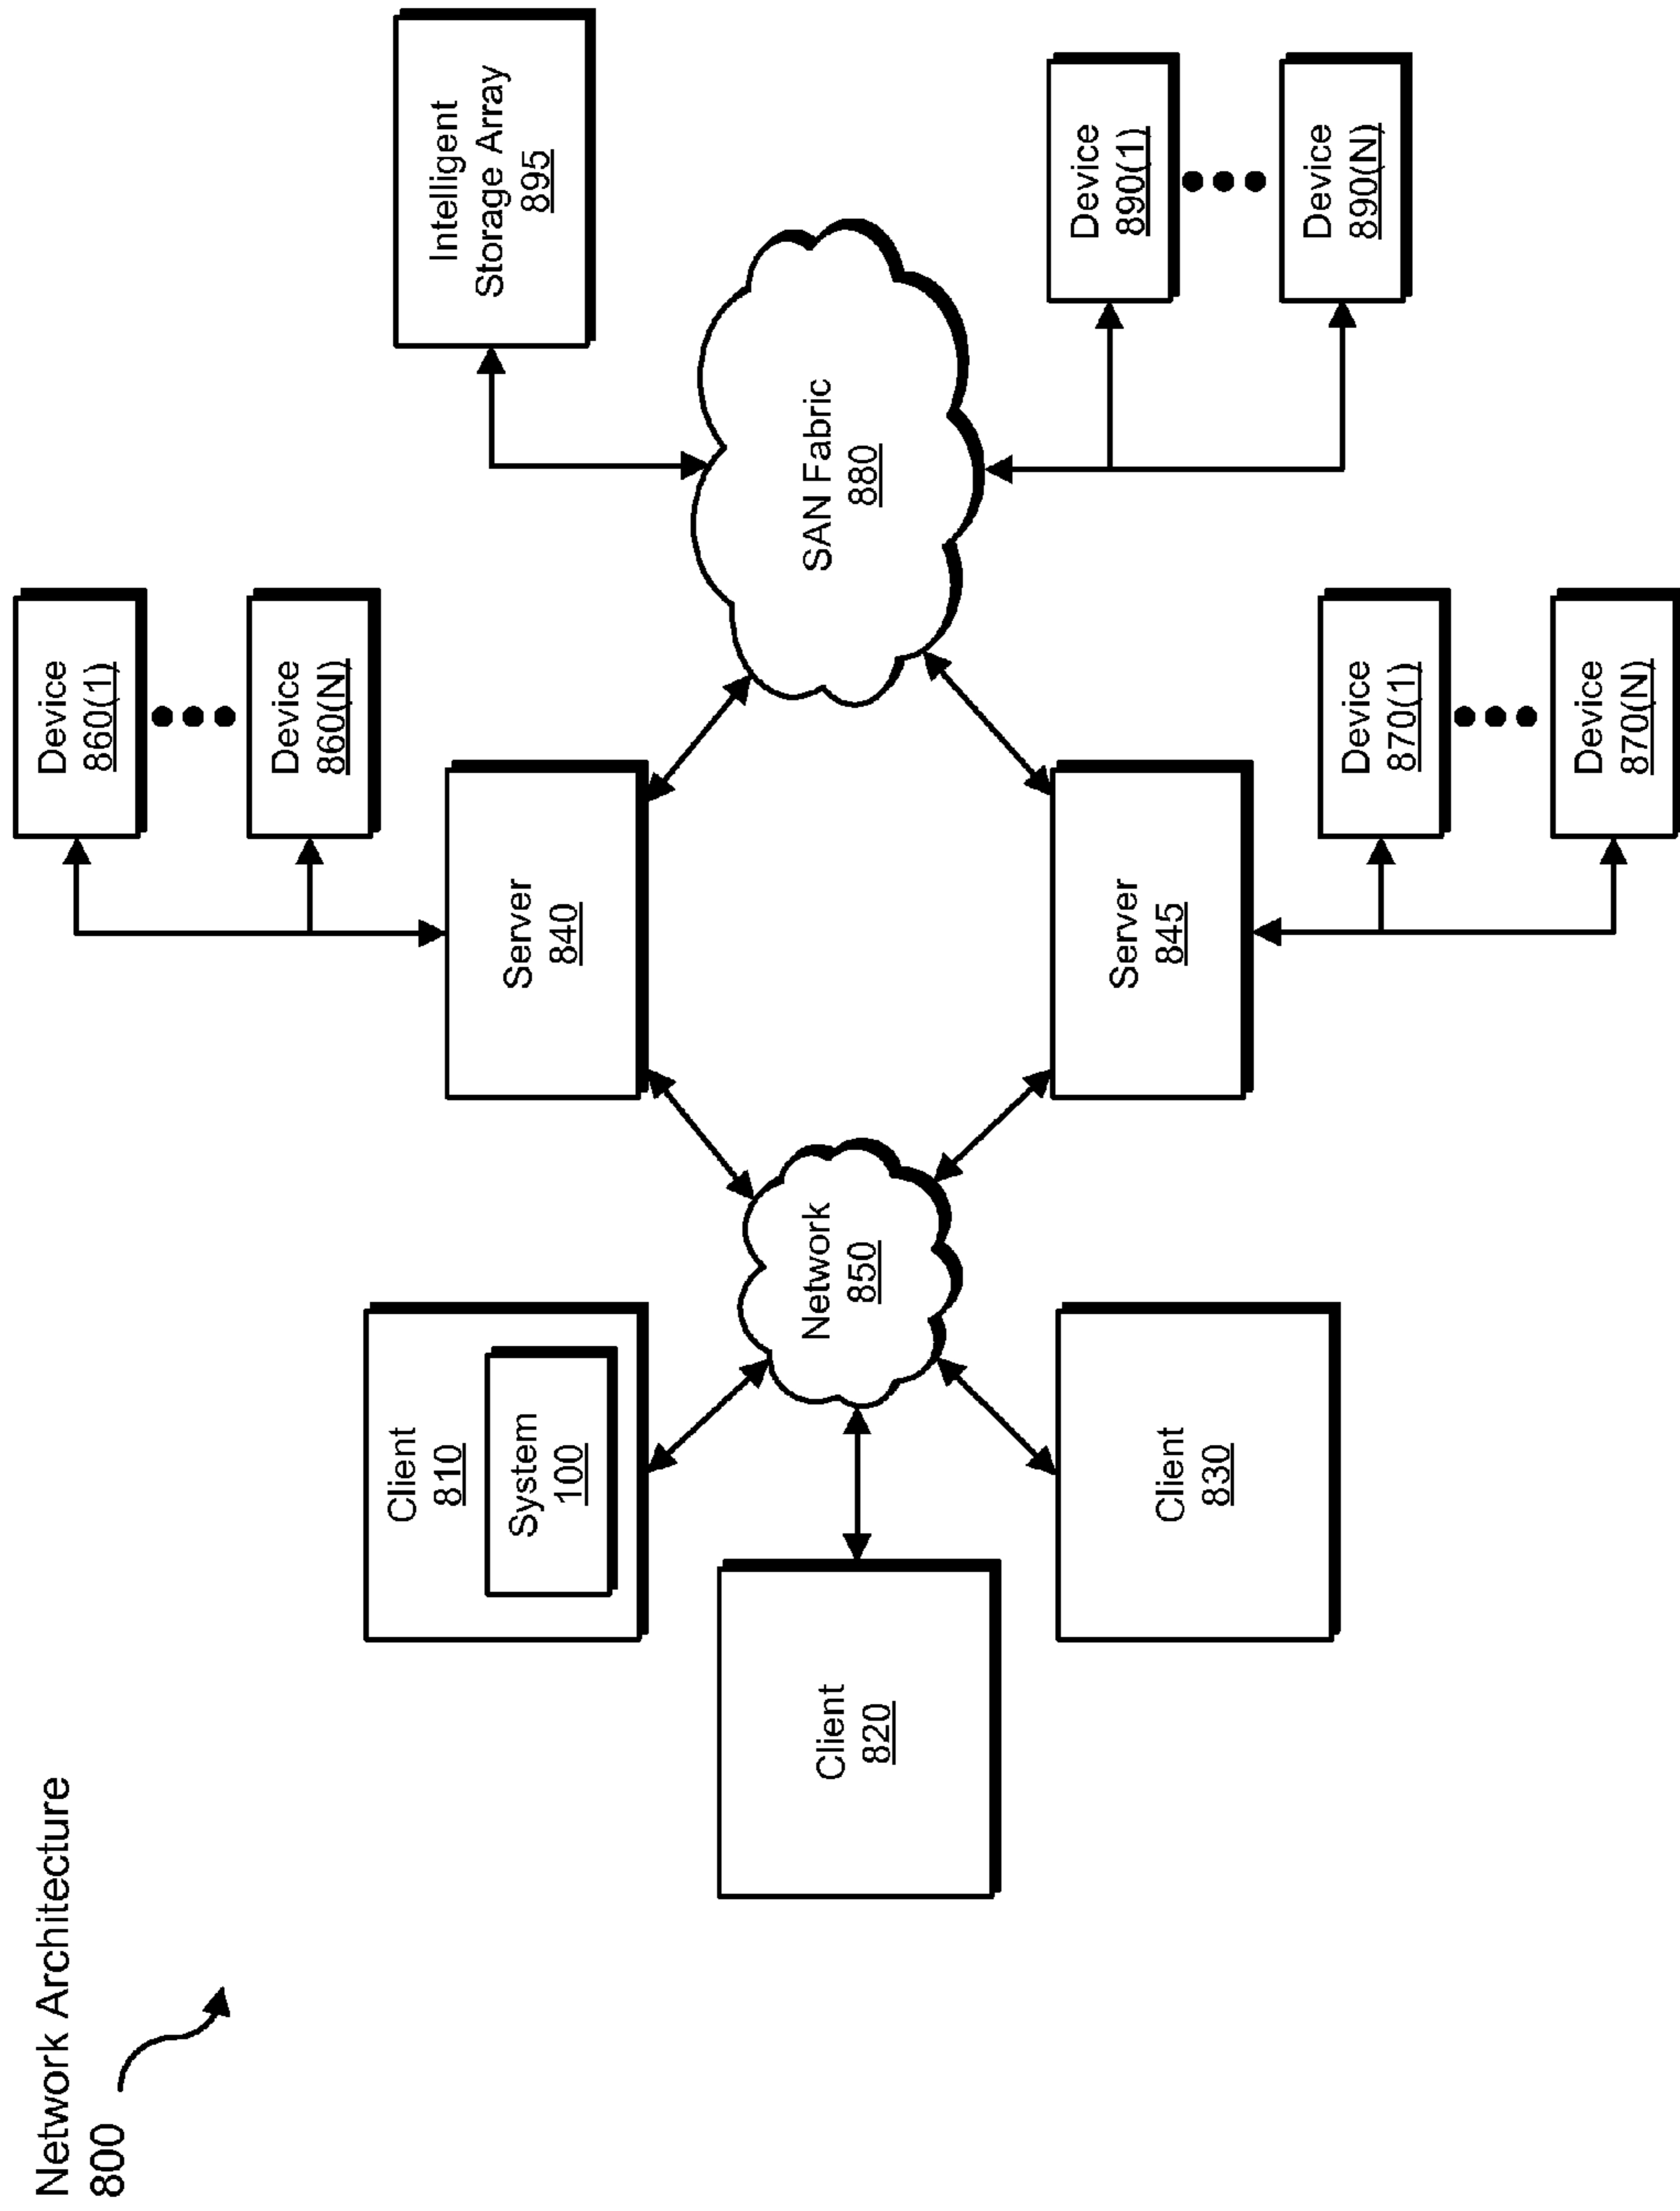 Network Architecture
800
Client
810
System
100
Client
820
Client
830
Network
850
Server
840
Server
845
Device
860(1)
Device
860(N)
Device
870(1)
Device
870(N)
SAN Fabric
880
Intelligent
Storage Array
895
Device
890(1)
Device
890(N)